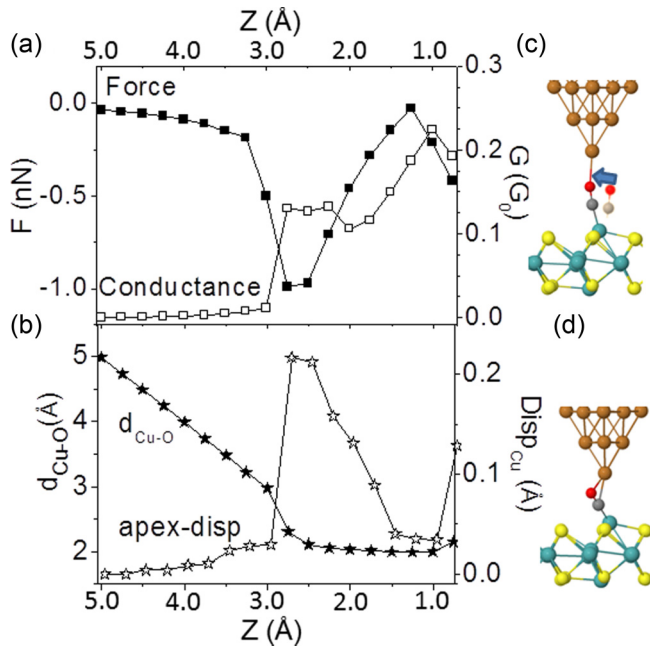 Z (Å)
(a)
5.0 4.0 3.0 2.0 1.0
(c)
Force
0.0
-0.5
-1.0
F (nN)
0.3
0.2
0.1
0.0
G (G0)
Conductance
(b)
(d)
5
4
3
2
dCu-O(Å)
dCu-O
apex-disp
0.2
0.1
0.0
DispCu (Å)
5.0 4.0 3.0 2.0 1.0
Z (Å)